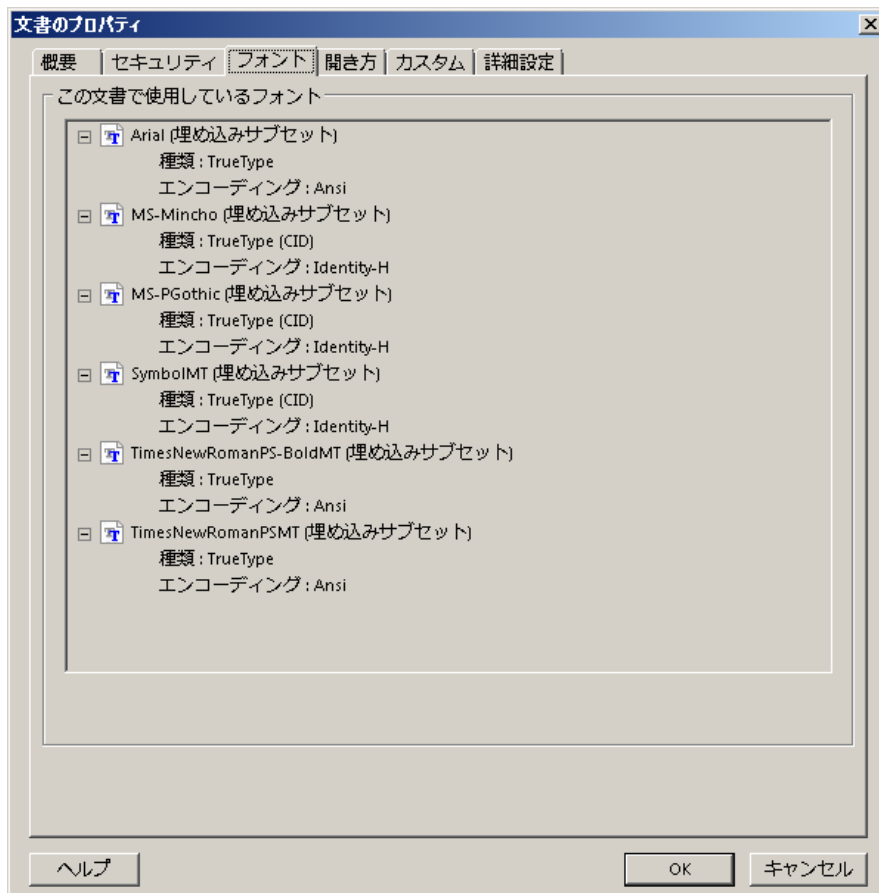 文書のプロパティ
概要 セキュリティ フォント 開き方 カスタム 詳細設定
この文書で使用しているフォント
Arial (埋め込みサブセット)
種類 : TrueType
エンコーディング : Ansi
MS-Mincho (埋め込みサブセット)
種類 : TrueType (CID)
エンコーディング : Identity-H
MS-PGothic (埋め込みサブセット)
種類 : TrueType (CID)
エンコーディング : Identity-H
SymbolMT (埋め込みサブセット)
種類 : TrueType (CID)
エンコーディング : Identity-H
TimesNewRomanPS-BoldMT (埋め込みサブセット)
種類 : TrueType
エンコーディング : Ansi
TimesNewRomanPSMT (埋め込みサブセット)
種類 : TrueType
エンコーディング : Ansi
ヘルプ OK キャンセル